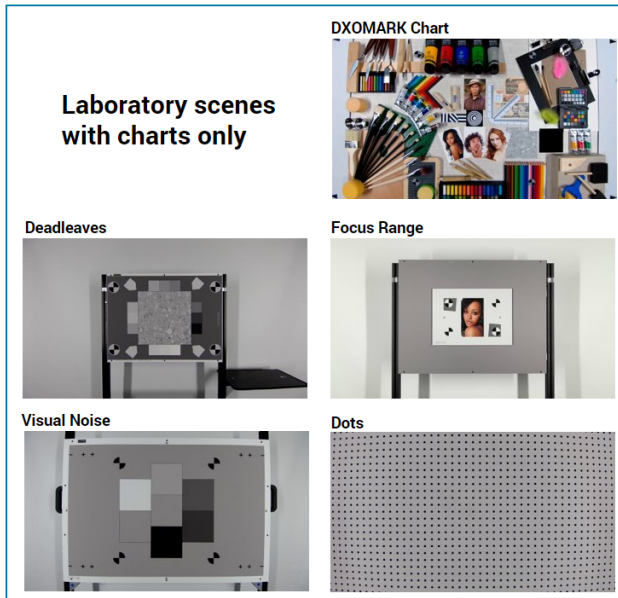 DXOMARK Chart
Laboratory scenes
with charts only
Deadleaves
Focus Range
Visual Noise
Dots